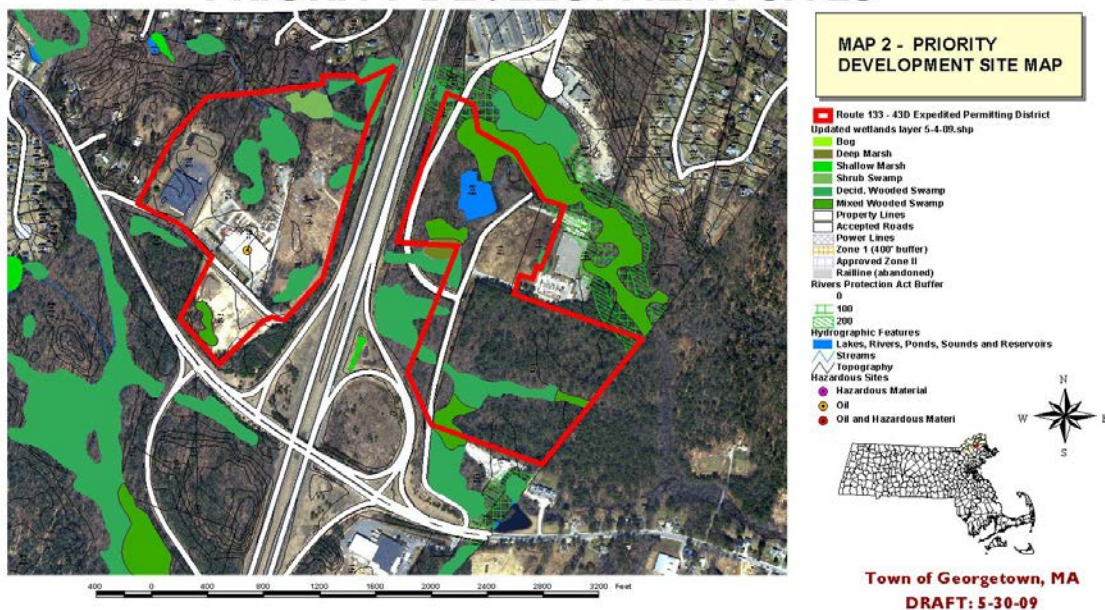 PRIORITY DEVELOPMENT SITES
MAP 2 - PRIORITY
DEVELOPMENT SITE MAP
Route 133 - 43D Expedited Permitting District
Updated wetlands layer 5-4-09.shp
Bog
Deep Marsh
Shallow Marsh
Shrub Swamp
Decid. Wooded Swamp
Mixed Wooded Swamp
Property Lines
Accepted Roads
Power Lines
Zone 1 (400' buffer)
Approved Zone II
Railline (abandoned)
Rivers Protection Act Buffer
0
100
200
Hydrographic Features
Lakes, Rivers, Ponds, Sounds and Reservoirs
Streams
Topography
Hazardous Sites
Hazardous Material
Oil
Oil and Hazardous Materi
N
W E
S
400 0 400 800 1200 1600 2000 2400 2800 3200 Feet
Town of Georgetown, MA
DRAFT: 5-30-09